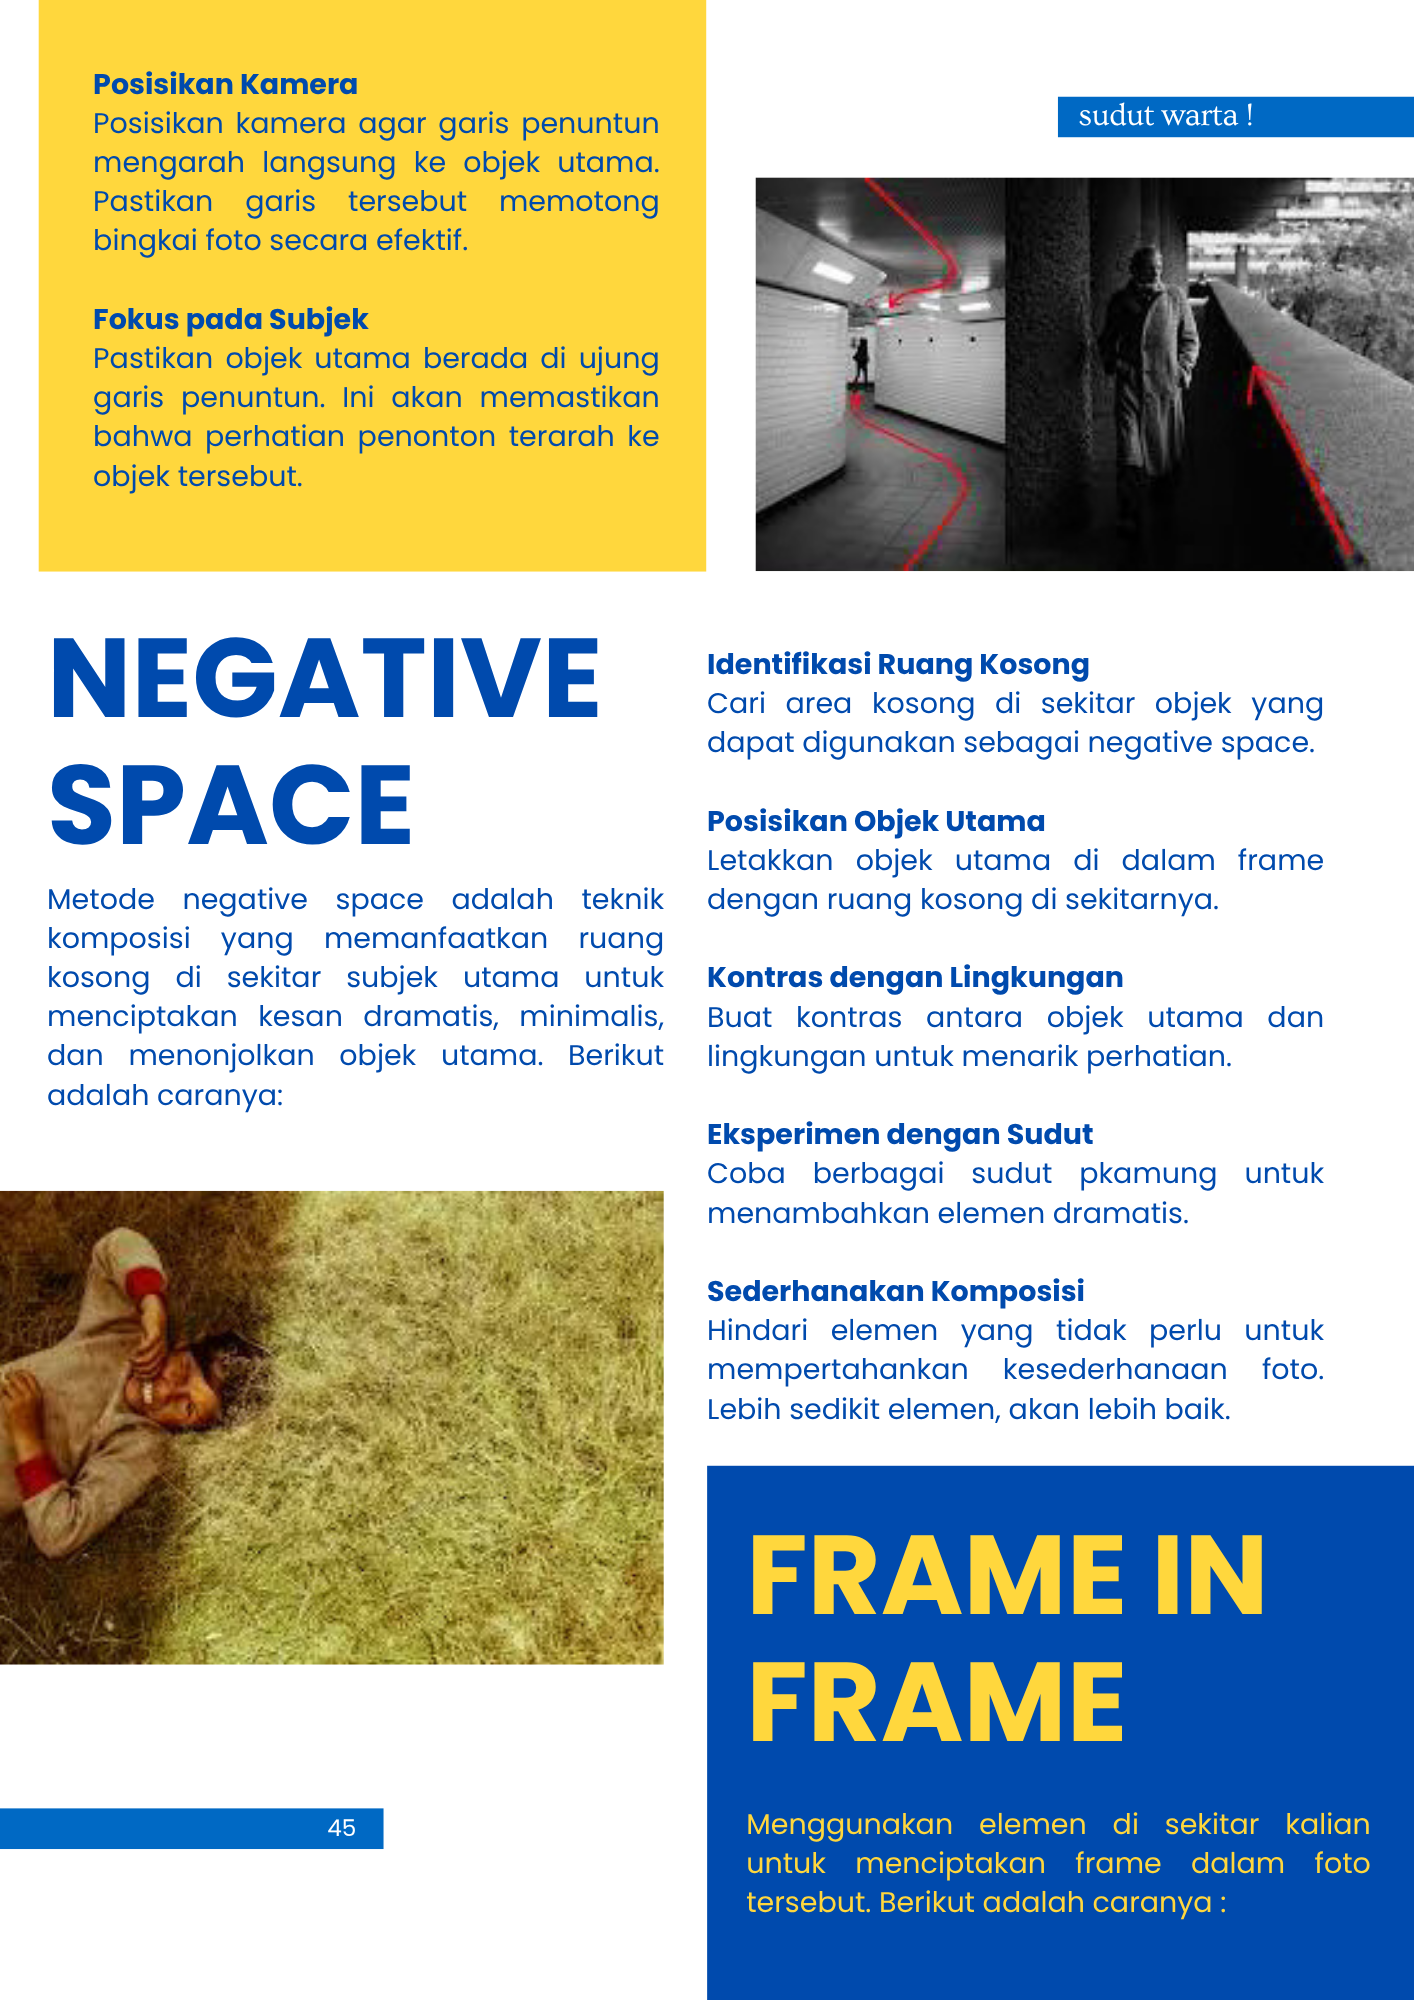 Posisikan Kamera
Posisikan kamera agar garis penuntun
mengarah langsung ke objek utama.
Pastikan garis tersebut memotong
bingkai foto secara efektif.
Fokus pada Subjek
Pastikan objek utama berada di ujung
garis penuntun. Ini akan memastikan
bahwa perhatian penonton terarah ke
objek tersebut.
sudut warta !
NEGATIVE
SPACE
Metode negative space adalah teknik
komposisi yang memanfaatkan ruang
kosong di sekitar subjek utama untuk
menciptakan kesan dramatis, minimalis,
dan menonjolkan objek utama. Berikut
adalah caranya:
Identifikasi Ruang Kosong
Cari area kosong di sekitar objek yang
dapat digunakan sebagai negative space.
Posisikan Objek Utama
Letakkan objek utama di dalam frame
dengan ruang kosong di sekitarnya.
Kontras dengan Lingkungan
Buat kontras antara objek utama dan
lingkungan untuk menarik perhatian.
Eksperimen dengan Sudut
Coba berbagai sudut pkamung untuk
menambahkan elemen dramatis.
Sederhanakan Komposisi
Hindari elemen yang tidak perlu untuk
mempertahankan kesederhanaan foto.
Lebih sedikit elemen, akan lebih baik.
FRAME IN
FRAME
Menggunakan elemen di sekitar kalian
untuk menciptakan frame dalam foto
tersebut. Berikut adalah caranya :
45